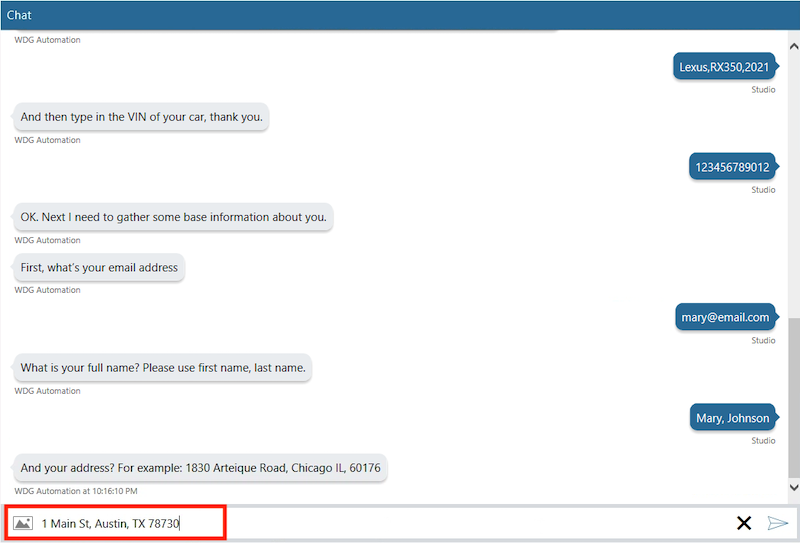 Chat
WDG Automation
Lexus,RX350,2021
Studio
And then type in the VIN of your car, thank you.
WDG Automation
123456789012
Studio
OK. Next I need to gather some base information about you.
WDG Automation
First, what's your email address
WDG Automation
mary@email.com
Studio
What is your full name? Please use first name, last name.
WDG Automation
Mary, Johnson
Studio
And your address? For example: 1830 Arteique Road, Chicago IL, 60176
WDG Automation at 10:16:10 PM
1 Main St, Austin, TX 78730